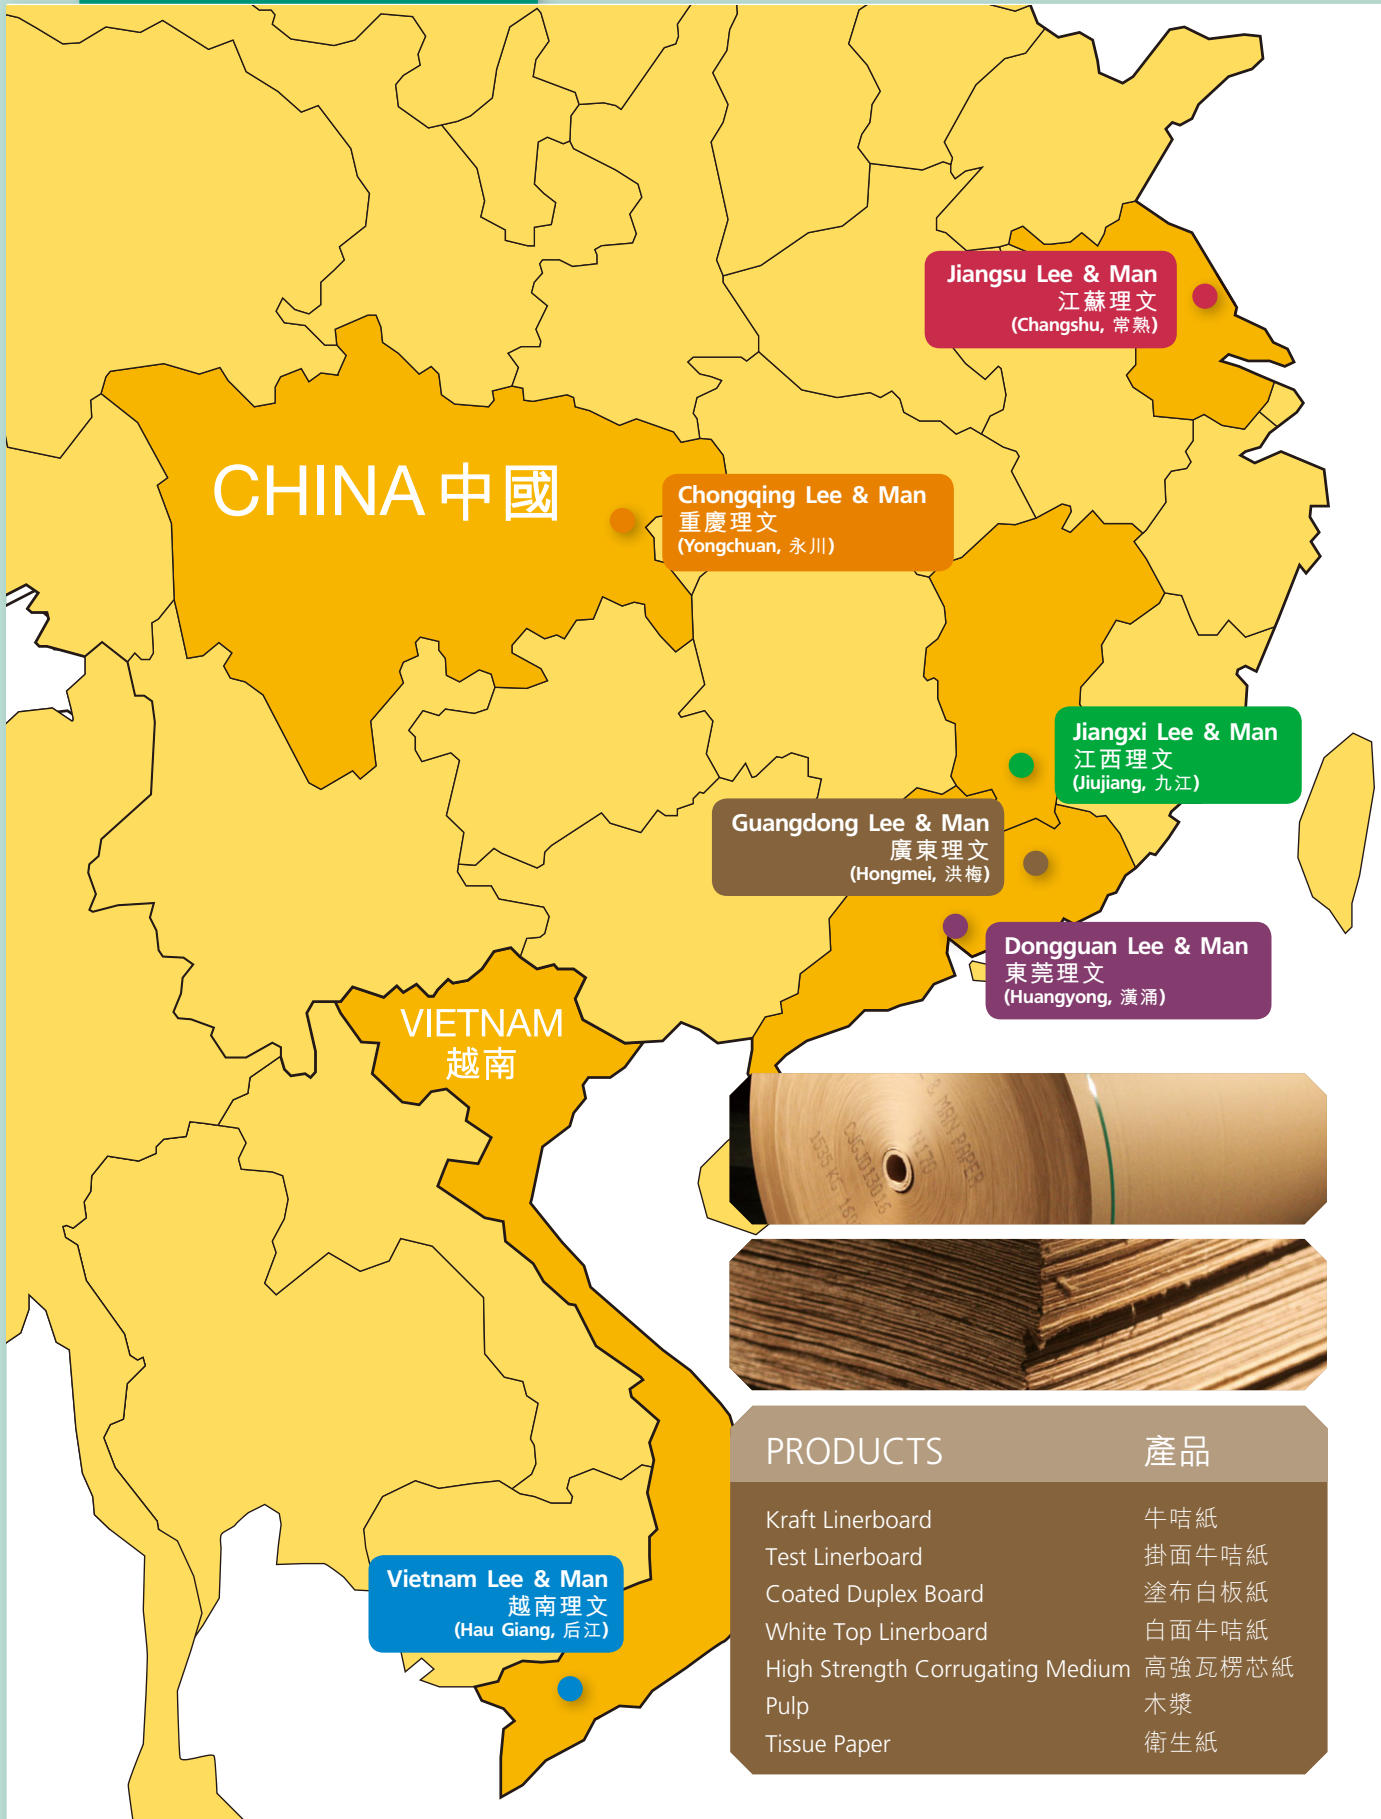 Jiangsu Lee & Man
江蘇理文
(Changshu, 常熟)
CHINA 中國
Chongqing Lee & Man
重慶理文
(Yongchuan, 永川)
Jiangxi Lee & Man
江西理文
(Jiujiang, 九江)
Guangdong Lee & Man
廣東理文
(Hongmei, 洪梅)
Dongguan Lee & Man
東莞理文
(Huangyong, 潢涌)
VIETNAM
越南
& MAN PAPER
N170
1535 KG
PRODUCTS 產品
Kraft Linerboard 牛咭紙
Test Linerboard 掛面牛咭紙
Coated Duplex Board 塗布白板紙
White Top Linerboard 白面牛咭紙
High Strength Corrugating Medium 高強瓦楞芯紙
Pulp 木漿
Tissue Paper 衛生紙
Vietnam Lee & Man
越南理文
(Hau Giang, 后江)